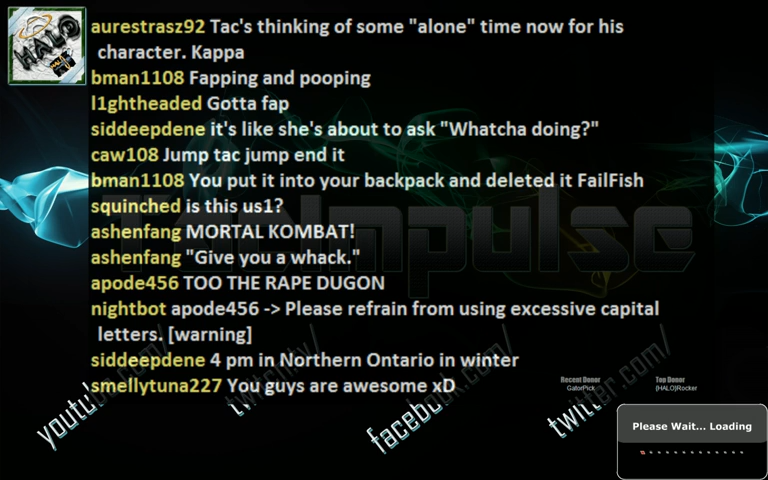 HALO
aurestrasz92 Tac's thinking of some "alone" time now for his
character. Kappa
bman1108 Fapping and pooping
l1ghtheaded Gotta fap
siddeepdene it's like she's about to ask "Whatcha doing?"
caw108 Jump tac jump end it
bman1108 You put it into your backpack and deleted it FailFish
squinched is this us1?
ashenfang MORTAL KOMBAT!
ashenfang "Give you a whack."
apode456 TOO THE RAPE DUGON
nightbot apode456 -> Please refrain from using excessive capital
letters. [warning]
siddeepdene 4 pm in Northern Ontario in winter
smellytuna227 You guys are awesome xD
TacImpulse
youtube.com/
twitch.tv/
facebook.com/
twitter.com/
Recent Donor
GatorPick
Top Donor
(HALO)Rocker
Please Wait... Loading